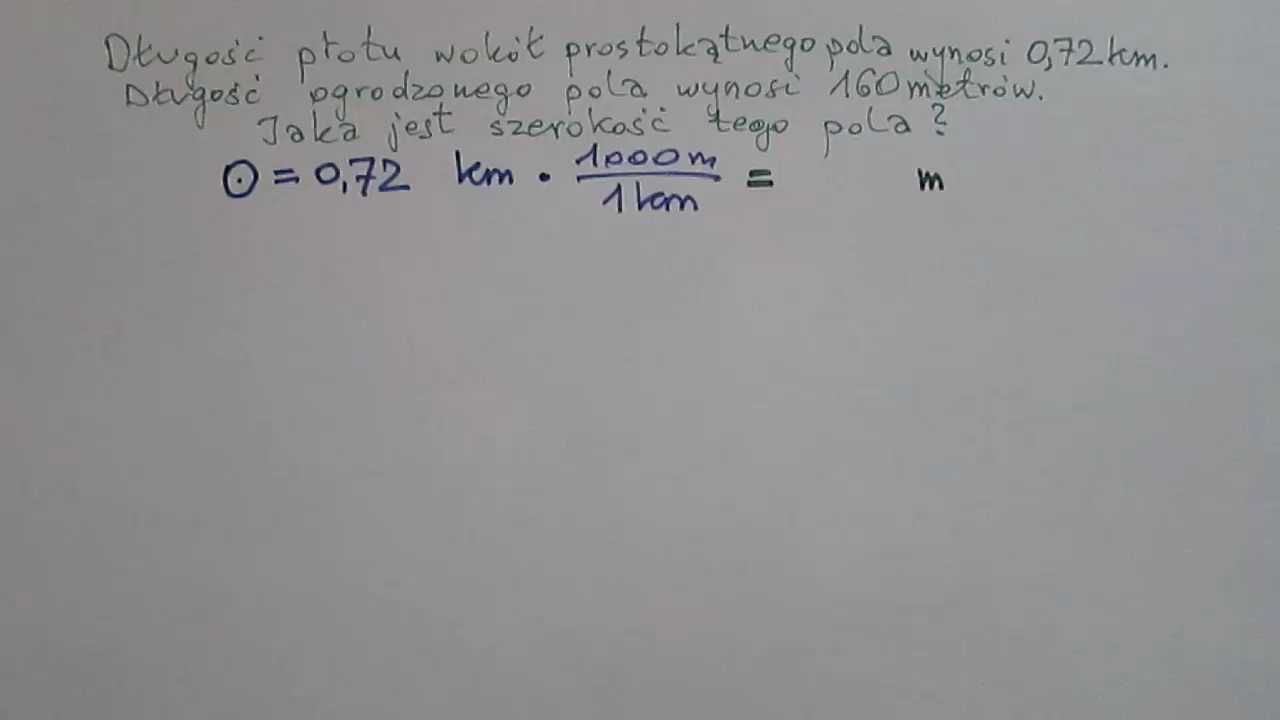 Długość płotu wokół prostokątnego pola wynosi 0,72 km.
Długość ogrodzonego pola wynosi 160 metrów.
Jaka jest szerokość tego pola?
⊙ = 0,72 km · 1000 m / 1 km = m